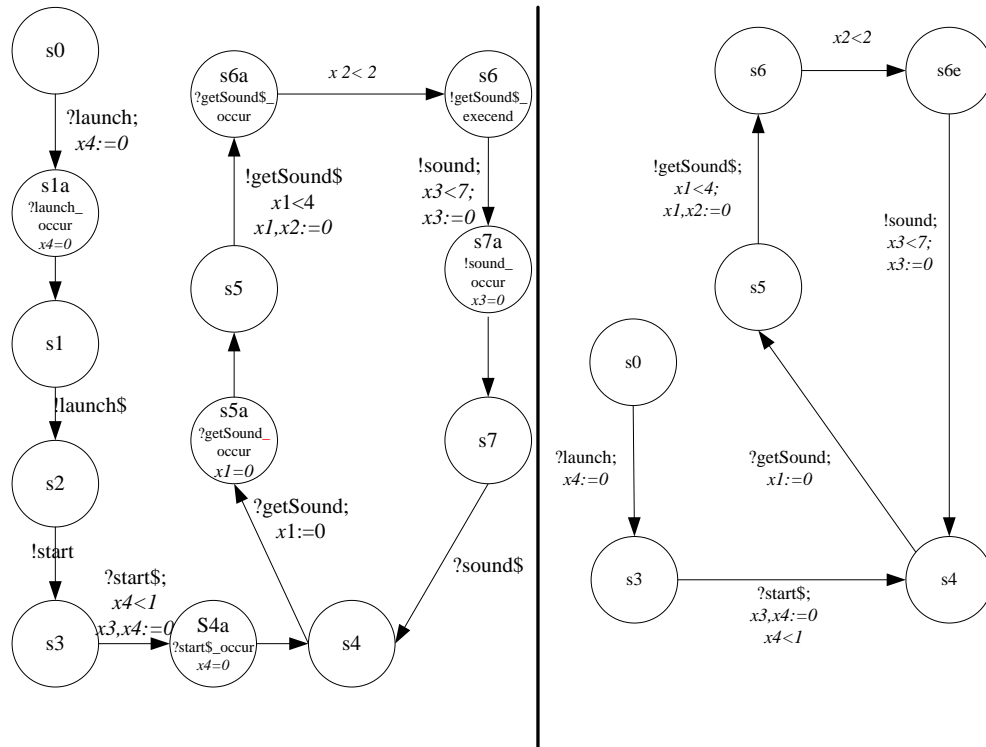 s0
?launch;
x4:=0
s1a
?launch_
occur
x4=0
s1
!launch$
s2
!start
s3
?start$;
x4<1
x3,x4:=0
S4a
?start$_occur
x4=0
s4
?getSound;
x1:=0
s5a
?getSound_
occur
x1=0
s5
!getSound$
x1<4
x1,x2:=0
s6a
?getSound$_
occur
x 2< 2
s6
!getSound$_
execend
!sound;
x3<7;
x3:=0
s7a
!sound_
occur
x3=0
s7
?sound$
s0
?launch;
x4:=0
s3
?start$;
x3,x4:=0
x4<1
s4
?getSound;
x1:=0
s5
!getSound$;
x1<4;
x1,x2:=0
s6
x2<2
s6e
!sound;
x3<7;
x3:=0